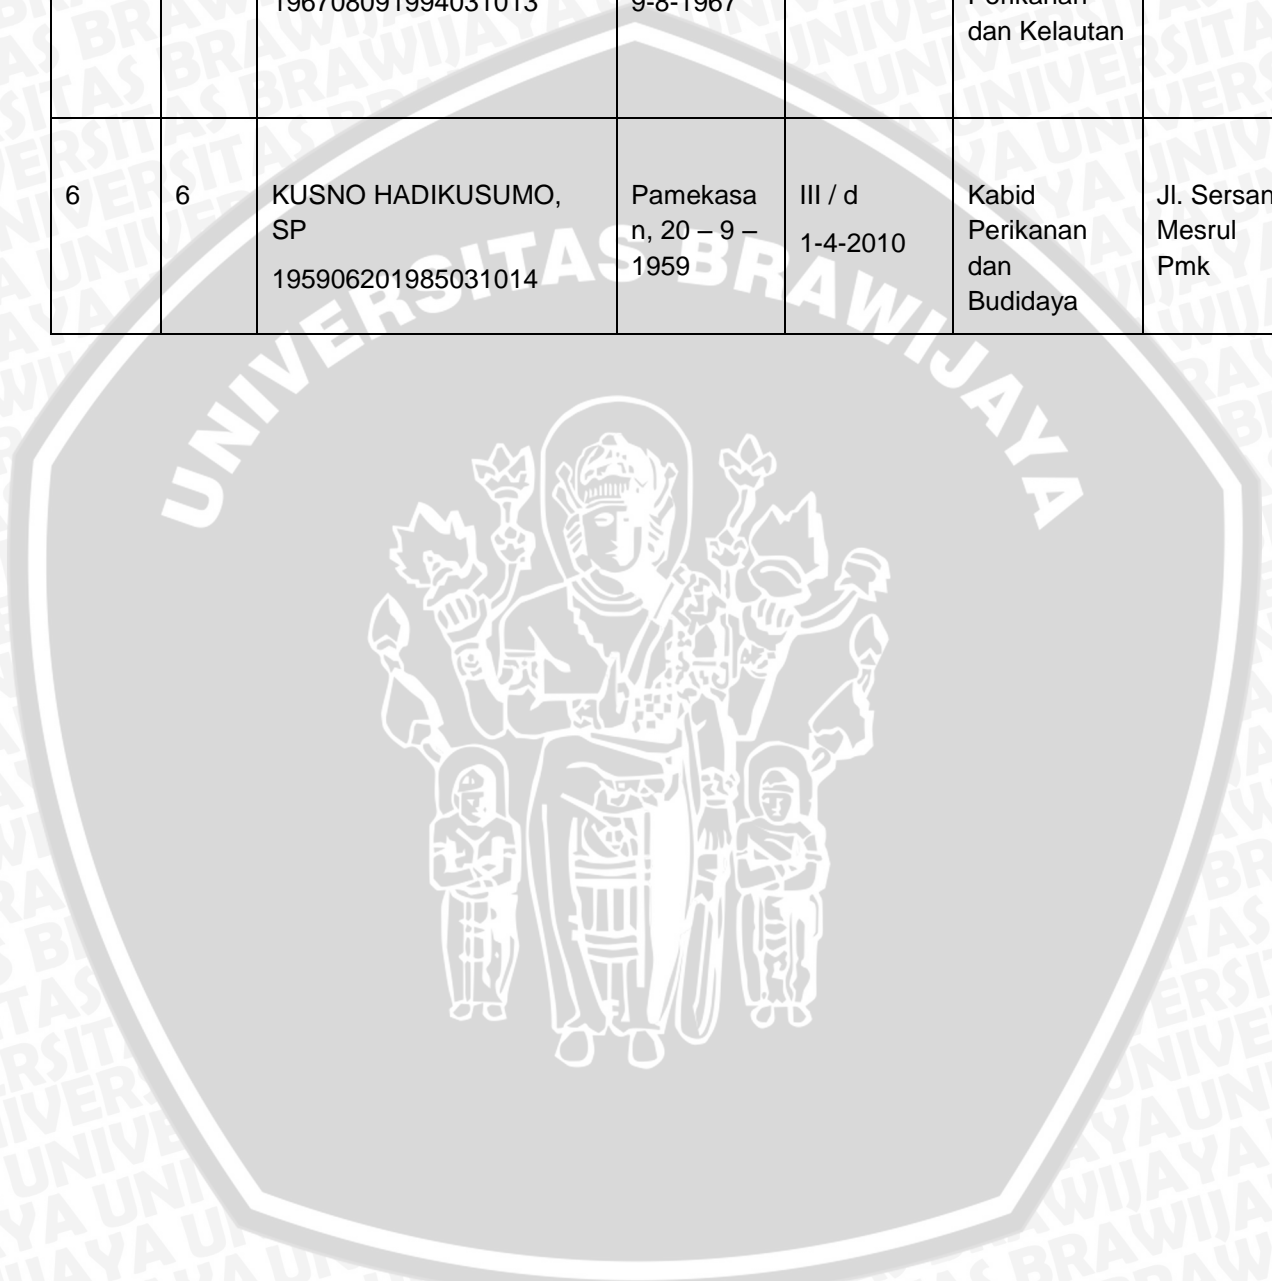 196708091994031013
9-8-1967
Perikanan
dan Kelautan
6
6
KUSNO HADIKUSUMO,
SP
195906201985031014
Pamekasa
n, 20 – 9 –
1959
III / d
1-4-2010
Kabid
Perikanan
dan
Budidaya
Jl. Sersan
Mesrul
Pmk
UNIVERSITAS BRAWIJAYA